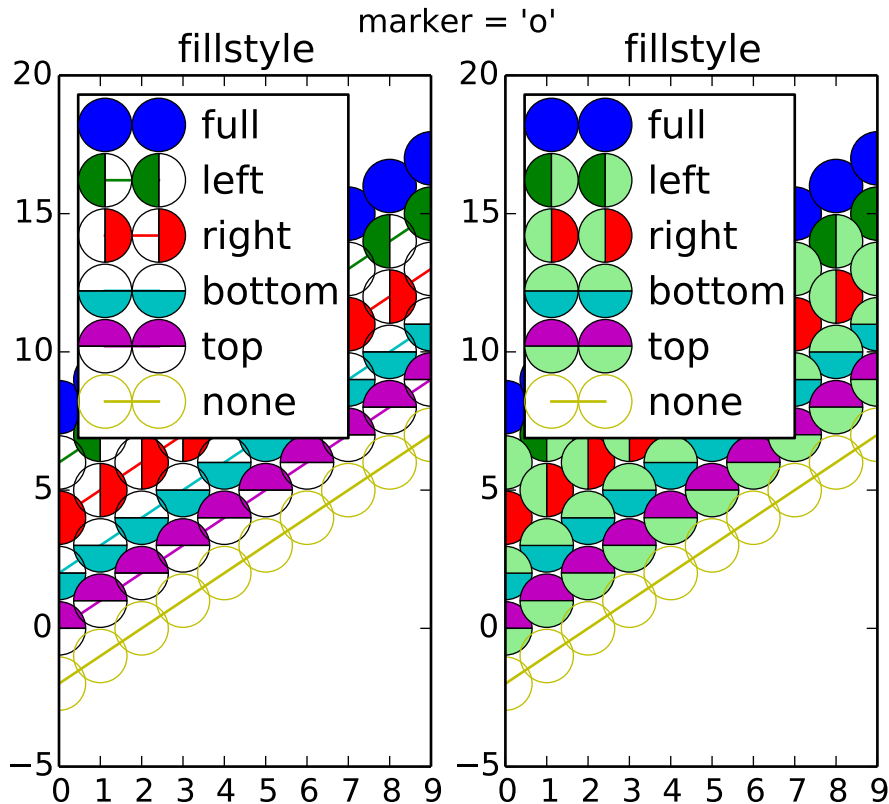 marker = 'o'
fillstyle
fillstyle
20
15
10
5
0
−5
full
left
right
bottom
top
none
0 1 2 3 4 5 6 7 8 9
20
15
10
5
0
−5
full
left
right
bottom
top
none
0 1 2 3 4 5 6 7 8 9